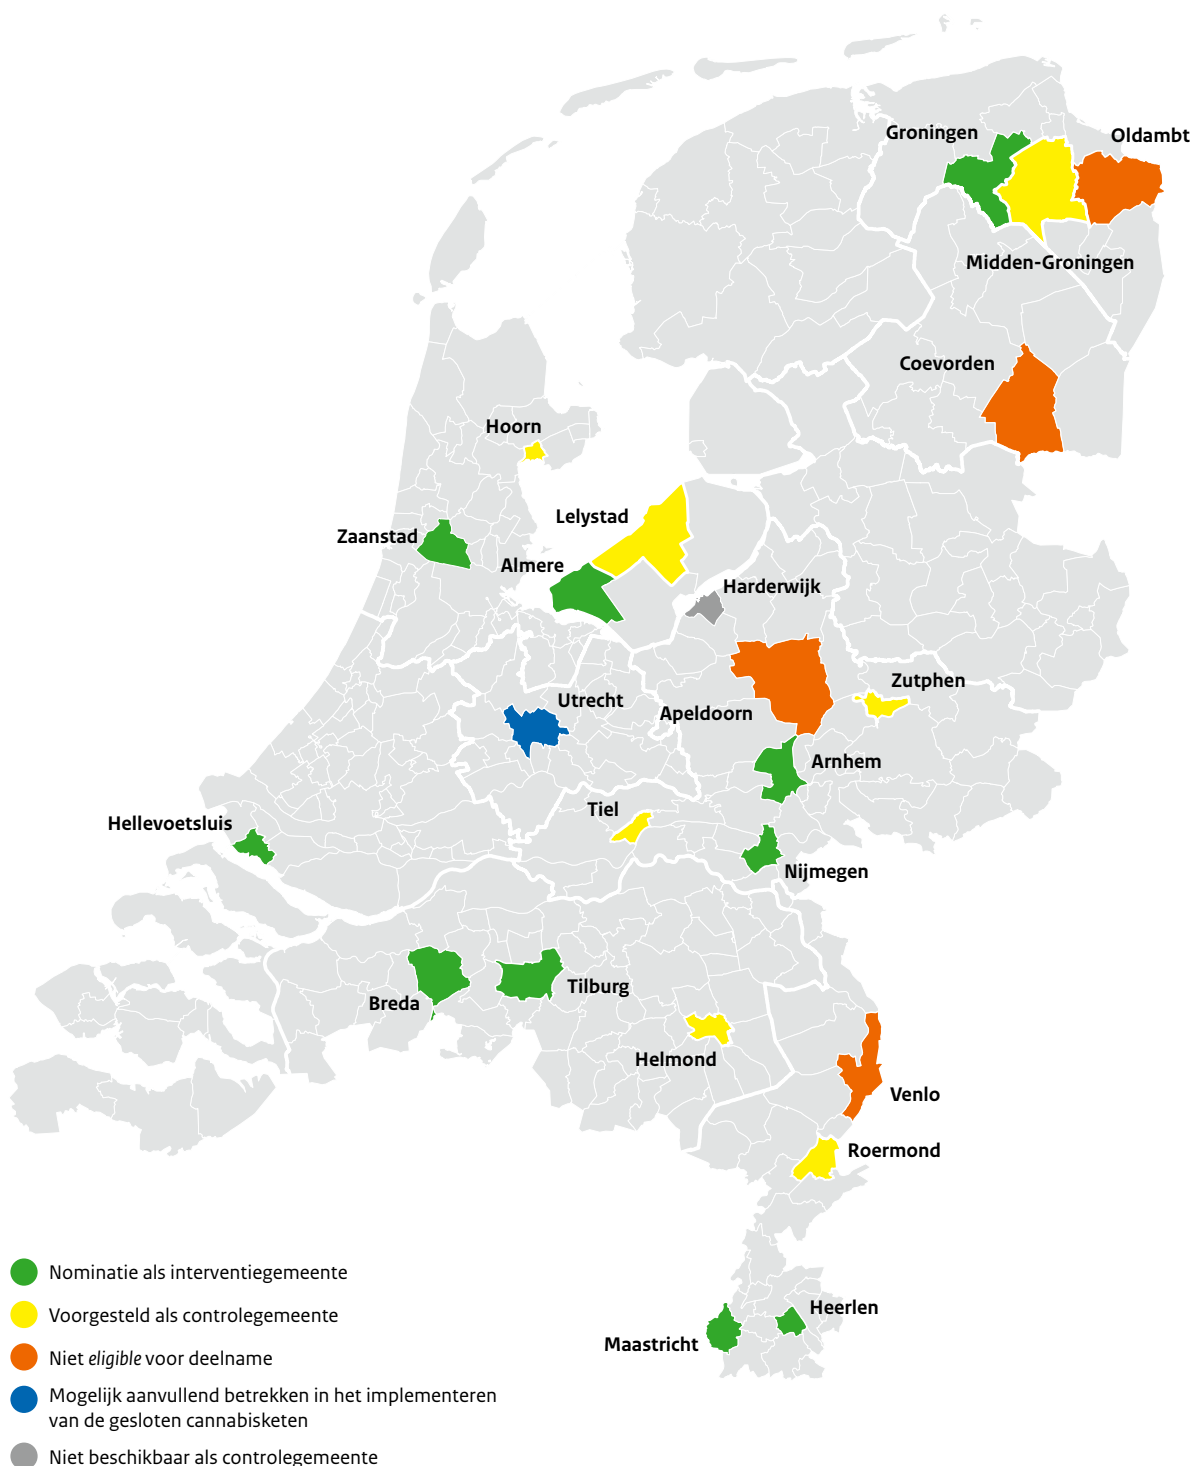 Groningen
Oldambt
Midden-Groningen
Coevorden
Hoorn
Lelystad
Zaanstad
Almere
Harderwijk
Zutphen
Utrecht
Apeldoorn
Arnhem
Tiel
Hellevoetsluis
Nijmegen
Tilburg
Breda
Helmond
Venlo
Roermond
Heerlen
Maastricht
Nominatie als interventiegemeente
Voorgesteld als controlegemeente
Niet eligible voor deelname
Mogelijk aanvullend betrekken in het implementeren
van de gesloten cannabisketen
Niet beschikbaar als controlegemeente